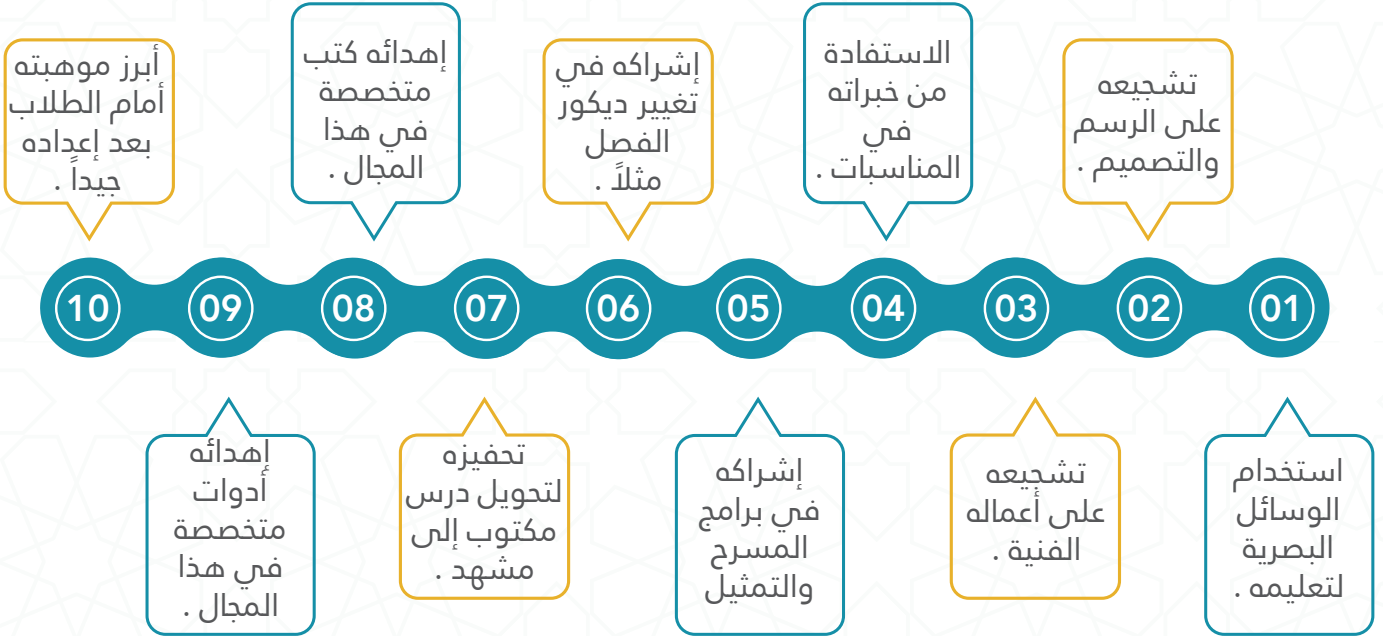 01
استخدام
الوسائل
البصرية
لتعليمه .
02
تشجيعه
على الرسم
والتصميم .
03
تشجيعه
على أعماله
الفنية .
04
الاستفادة
من خبراته
في
المناسبات .
05
إشراكه
في برامج
المسرح
والتمثيل
06
إشراكه في
تغيير ديكور
الفصل
مثلاً .
07
تحفيزه
لتحويل درس
مكتوب إلى
مشهد .
08
إهدائه كتب
متخصصة
في هذا
المجال .
09
إهدائه
أدوات
متخصصة
في هذا
المجال .
10
أبرز موهبته
أمام الطلاب
بعد إعداده
جيداً .